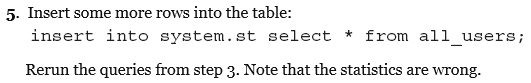 5. Insert some more rows into the table:
insert into system.st select * from all_users;
Rerun the queries from step 3. Note that the statistics are wrong.